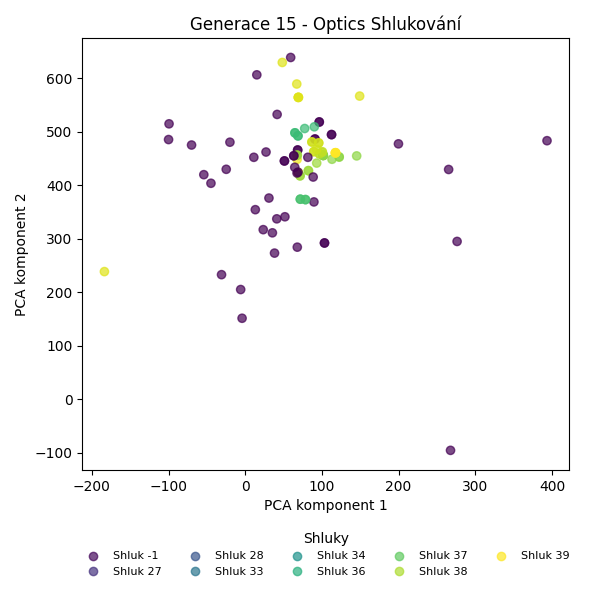 Generace 15 - Optics Shlukování
PCA komponent 2
600
500
400
300
200
100
0
−100
−200 −100 0 100 200 300 400
PCA komponent 1
Shluky
Shluk -1 Shluk 28 Shluk 34 Shluk 37 Shluk 39
Shluk 27 Shluk 33 Shluk 36 Shluk 38